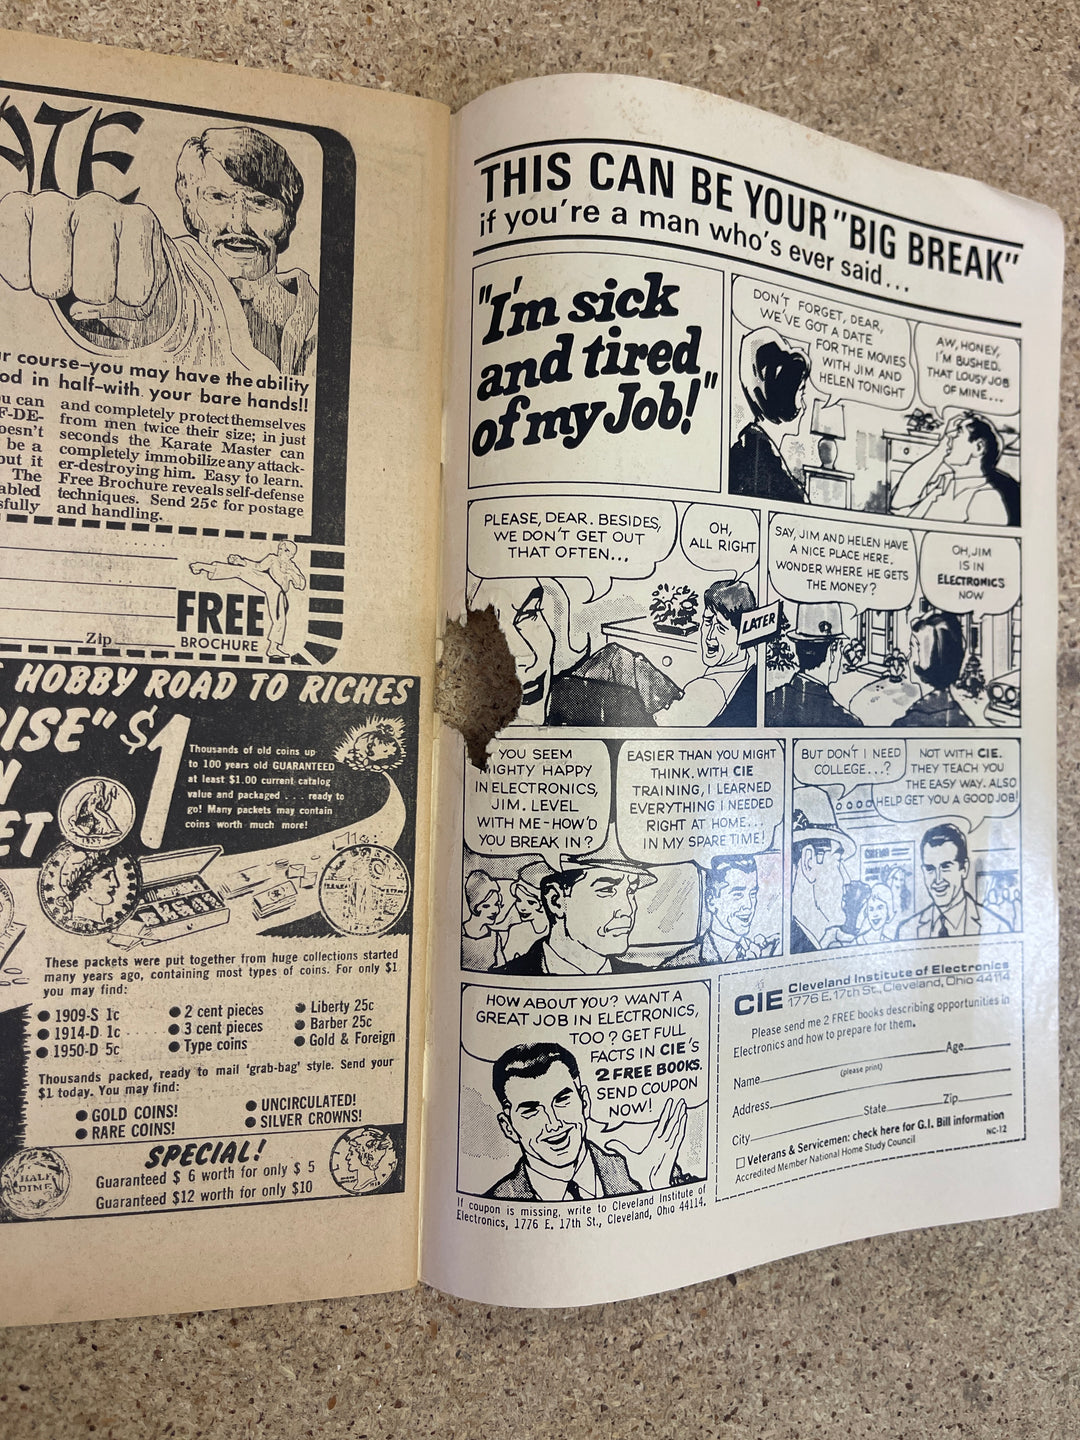 ATE
ur course—you may have the ability
od in half—with your bare hands!!
ou can
F-DE-
oesn't
be a
but it
The
abled
sfully
and completely protect themselves
from men twice their size; in just
seconds the Karate Master can
completely immobilize any attack-
er-destroying him. Easy to learn.
Free Brochure reveals self-defense
techniques. Send 25¢ for postage
and handling.
Zip
FREE
BROCHURE
HOBBY ROAD TO RICHES
ISE" $1
N
ET
Thousands of old coins up
to 100 years old GUARANTEED
at least $1.00 current catalog
value and packaged . . . ready to
go! Many packets may contain
coins worth much more!
These packets were put together from huge collections started
many years ago, containing most types of coins. For only $1
you may find:
● 1909-S 1c
● 1914-D 1c
● 1950-D 5c
● 2 cent pieces
● 3 cent pieces
● Type coins
● Liberty 25c
● Barber 25c
● Gold & Foreign
Thousands packed, ready to mail 'grab-bag' style. Send your
$1 today. You may find:
● GOLD COINS!
● RARE COINS!
● UNCIRCULATED!
● SILVER CROWNS!
HALF
DIME
SPECIAL!
Guaranteed $ 6 worth for only $ 5
Guaranteed $12 worth for only $10
THIS CAN BE YOUR "BIG BREAK"
if you're a man who's ever said...
"I'm sick
and tired
of my Job!"
DON'T FORGET, DEAR,
WE'VE GOT A DATE
FOR THE MOVIES
WITH JIM AND
HELEN TONIGHT
AW, HONEY,
I'M BUSHED.
THAT LOUSY JOB
OF MINE...
PLEASE, DEAR. BESIDES,
WE DON'T GET OUT
THAT OFTEN...
OH,
ALL RIGHT
LATER
SAY, JIM AND HELEN HAVE
A NICE PLACE HERE.
WONDER WHERE HE GETS
THE MONEY?
OH, JIM
IS IN
ELECTRONICS
NOW
YOU SEEM
MIGHTY HAPPY
IN ELECTRONICS,
JIM. LEVEL
WITH ME-HOW'D
YOU BREAK IN?
EASIER THAN YOU MIGHT
THINK. WITH CIE
TRAINING, I LEARNED
EVERYTHING I NEEDED
RIGHT AT HOME...
IN MY SPARE TIME!
BUT DON'T I NEED
COLLEGE...?
NOT WITH CIE.
THEY TEACH YOU
THE EASY WAY. ALSO
HELP GET YOU A GOOD JOB!
HOW ABOUT YOU? WANT A
GREAT JOB IN ELECTRONICS,
TOO? GET FULL
FACTS IN CIE'S
2 FREE BOOKS.
SEND COUPON
NOW!
If coupon is missing, write to Cleveland Institute of
Electronics, 1776 E. 17th St., Cleveland, Ohio 44114.
CIE Cleveland Institute of Electronics
1776 E. 17th St., Cleveland, Ohio 44114
Please send me 2 FREE books describing opportunities in
Electronics and how to prepare for them.
Name Age
(please print)
Address
City State Zip
□ Veterans & Servicemen: check here for G.I. Bill information
Accredited Member National Home Study Council NC-12